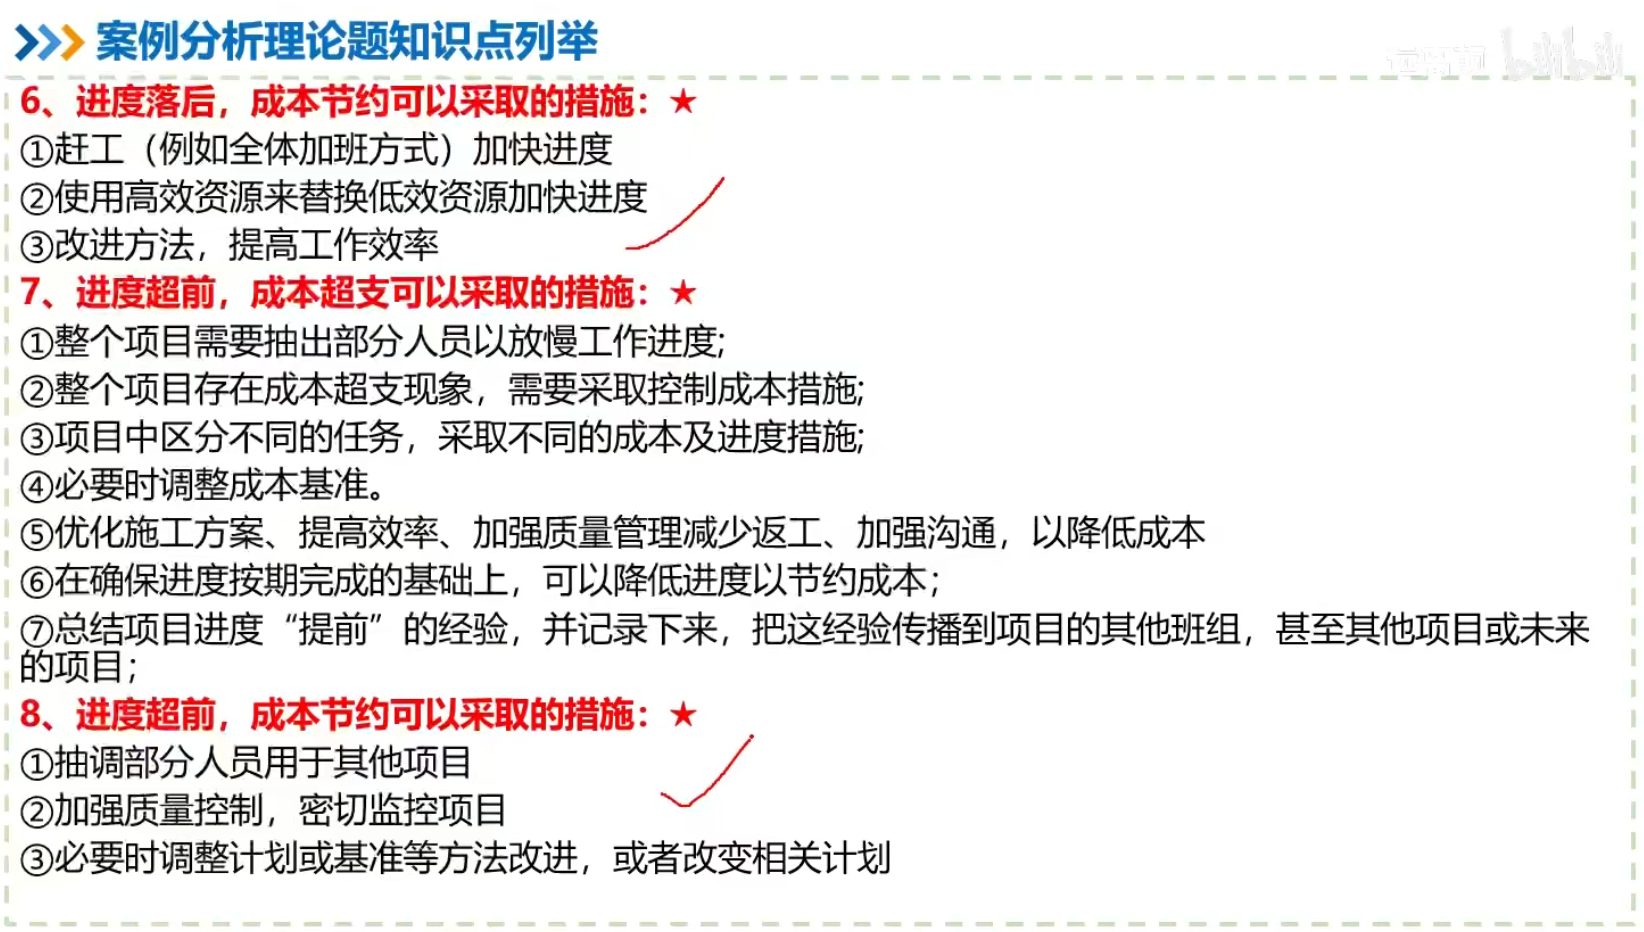 案例分析理论题知识点列举
bilibili
6、进度落后，成本节约可以采取的措施：★
①赶工（例如全体加班方式）加快进度
②使用高效资源来替换低效资源加快进度
③改进方法，提高工作效率
7、进度超前，成本超支可以采取的措施：★
①整个项目需要抽出部分人员以放慢工作进度;
②整个项目存在成本超支现象，需要采取控制成本措施;
③项目中区分不同的任务，采取不同的成本及进度措施;
④必要时调整成本基准。
⑤优化施工方案、提高效率、加强质量管理减少返工、加强沟通，以降低成本
⑥在确保进度按期完成的基础上，可以降低进度以节约成本；
⑦总结项目进度“提前”的经验，并记录下来，把这经验传播到项目的其他班组，甚至其他项目或未来
的项目；
8、进度超前，成本节约可以采取的措施：★
①抽调部分人员用于其他项目
②加强质量控制，密切监控项目
③必要时调整计划或基准等方法改进，或者改变相关计划